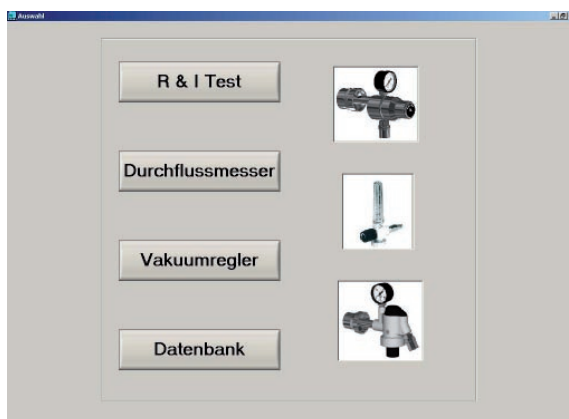 Auswahl
R & I Test
Durchflussmesser
Vakuumregler
Datenbank